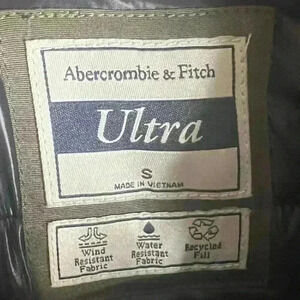 Abercrombie & Fitch
Ultra
S
MADE IN VIETNAM
Wind Resistant Fabric
Water Resistant Fabric
Recycled Fill